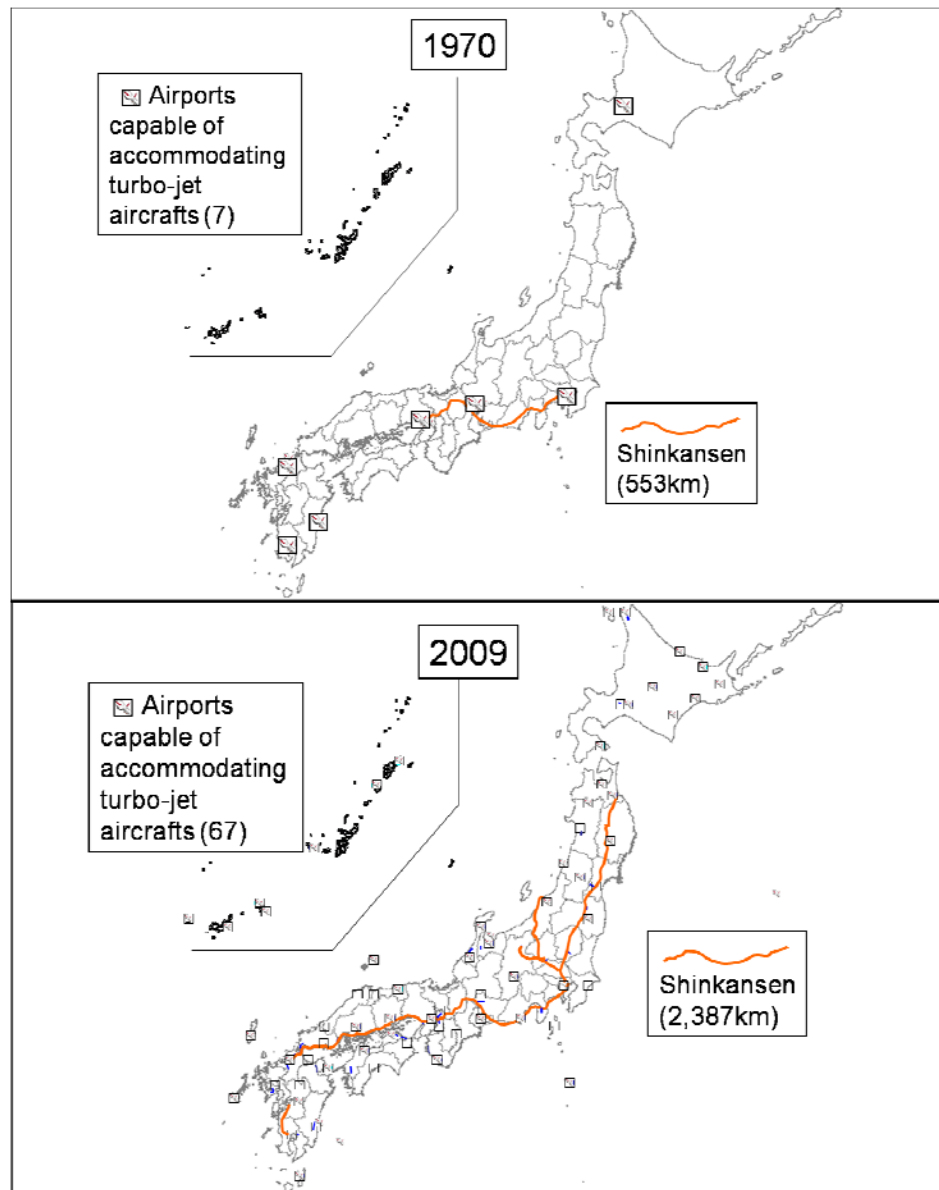 1970
Airports
capable of
accommodating
turbo-jet
aircrafts (7)
Shinkansen
(553km)
2009
Airports
capable of
accommodating
turbo-jet
aircrafts (67)
Shinkansen
(2,387km)